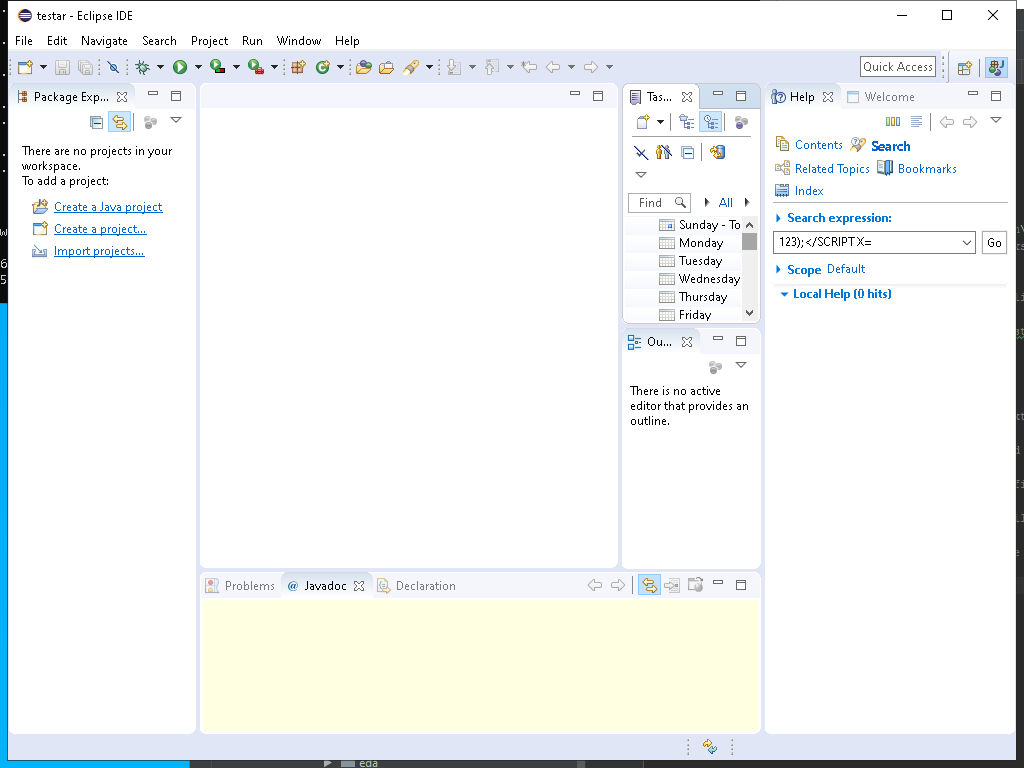 testar - Eclipse IDE
File Edit Navigate Search Project Run Window Help
Quick Access
Package Exp...
There are no projects in your
workspace.
To add a project:
Create a Java project
Create a project...
Import projects...
Tas...
Find All
Sunday - To
Monday
Tuesday
Wednesday
Thursday
Friday
Ou...
There is no active
editor that provides an
outline.
Help Welcome
Contents Search
Related Topics Bookmarks
Index
Search expression:
123);</SCRIPTX= Go
Scope Default
Local Help (0 hits)
Problems @ Javadoc Declaration
eda